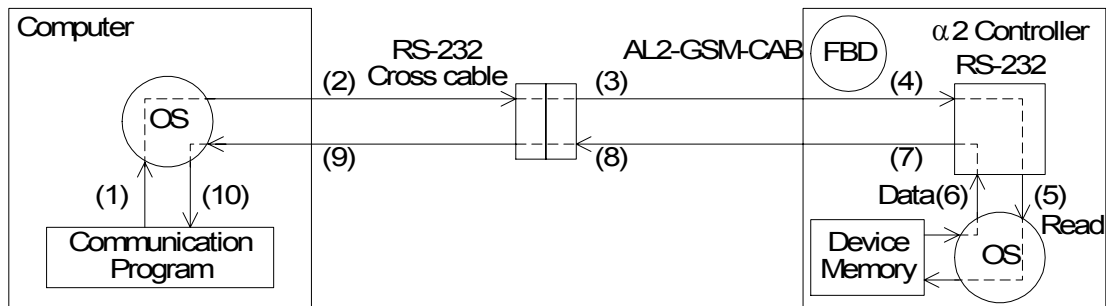 Computer
OS
(1)
(10)
Communication
Program
(2)
RS-232
Cross cable
(9)
AL2-GSM-CAB
(3)
(8)
FBD
α2 Controller
RS-232
(4)
(7)
Data(6)
(5)
Read
Device
Memory
OS